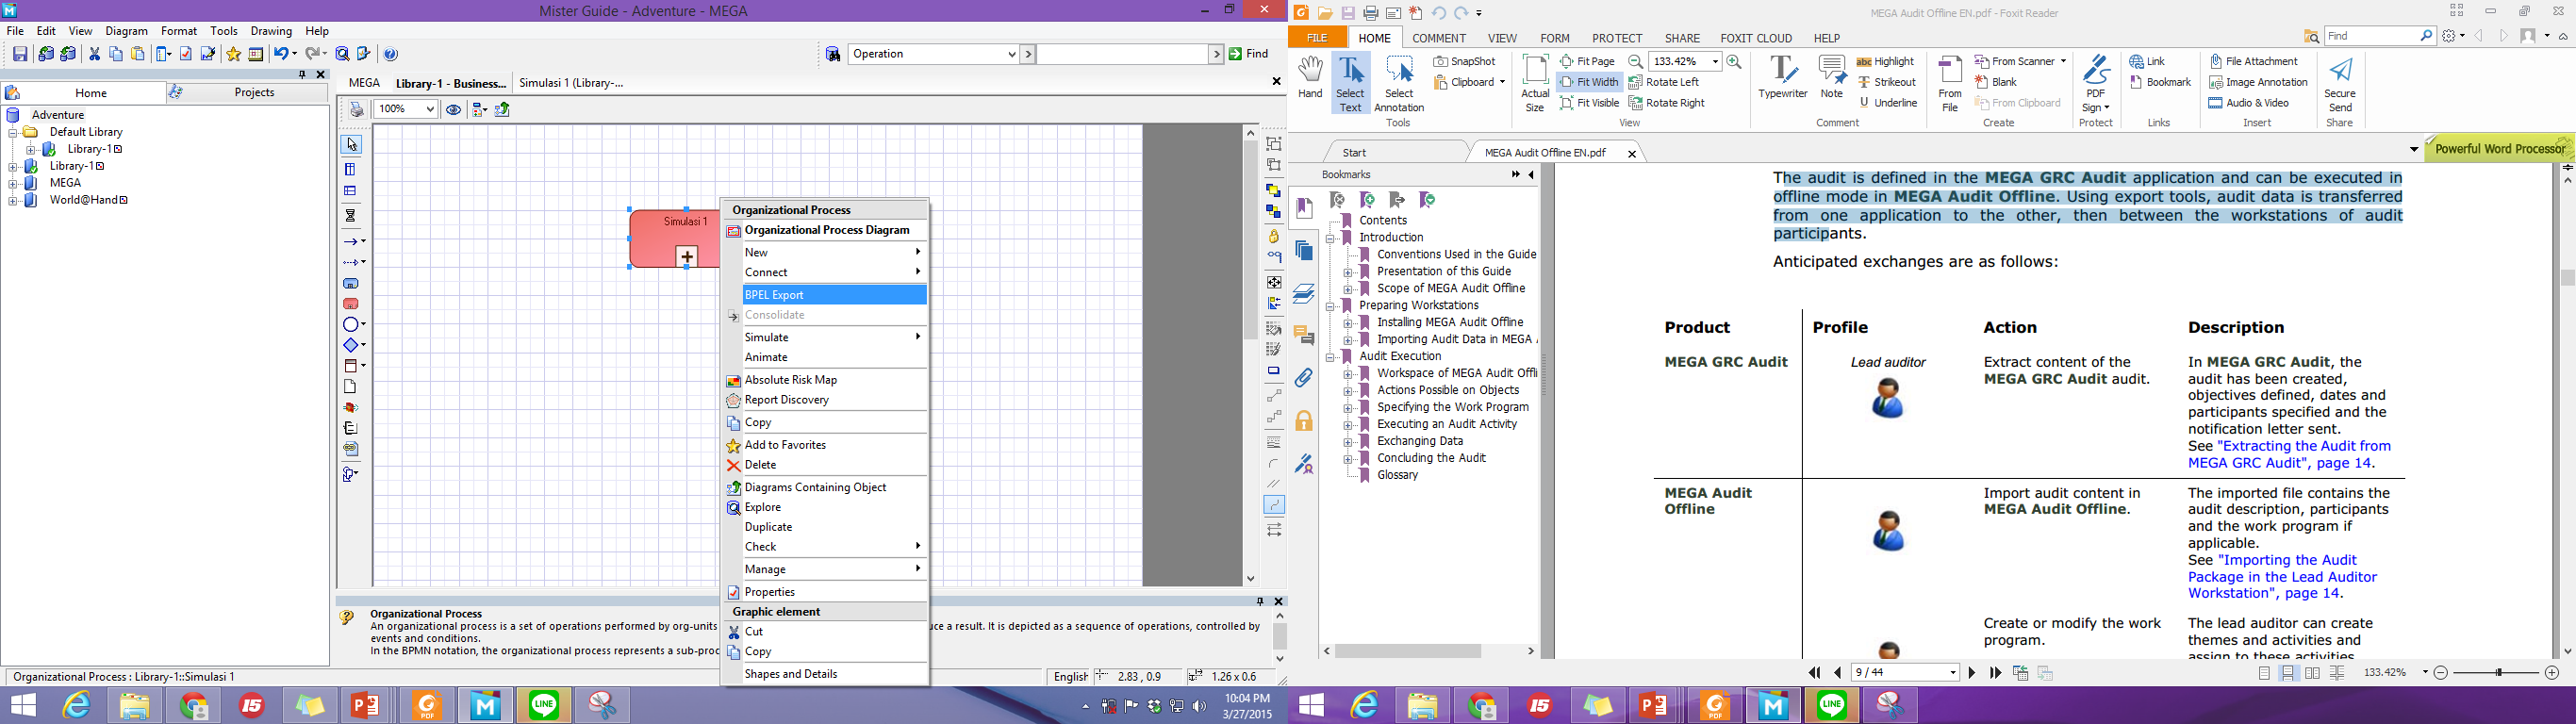 Mister Guide - Adventure - MEGA
File Edit View Diagram Format Tools Drawing Help
Operation
Find
Home
Projects
Adventure
Default Library
Library-1
Library-1
MEGA
World@Hand
MEGA Library-1 - Business... Simulasi 1 (Library-...
100%
Simulasi 1
Organizational Process
Organizational Process Diagram
New
Connect
BPEL Export
Consolidate
Simulate
Animate
Absolute Risk Map
Report Discovery
Copy
Add to Favorites
Delete
Diagrams Containing Object
Explore
Duplicate
Check
Manage
Properties
Graphic element
Cut
Copy
Shapes and Details
Organizational Process
An organizational process is a set of operations performed by org-units
uce a result. It is depicted as a sequence of operations, controlled by
events and conditions.
In the BPMN notation, the organizational process represents a sub-proc
Organizational Process : Library-1::Simulasi 1
English
2.83 , 0.9
1.26 x 0.6
15
PDF
LINE
10:04 PM
3/27/2015
MEGA Audit Offline EN.pdf - Foxit Reader
FILE HOME COMMENT VIEW FORM PROTECT SHARE FOXIT CLOUD HELP
Find
Hand
Select
Text
Select
Annotation
SnapShot
Clipboard
Tools
Actual
Size
Fit Page
Fit Width
Fit Visible
133.42%
Rotate Left
Rotate Right
View
Typewriter
Note
Highlight
Strikeout
Underline
Comment
From
File
From Scanner
Blank
From Clipboard
Create
PDF
Sign
Protect
Link
Bookmark
Links
File Attachment
Image Annotation
Audio & Video
Insert
Secure
Send
Share
Start
MEGA Audit Offline EN.pdf
Powerful Word Processor
Bookmarks
Contents
Introduction
Conventions Used in the Guide
Presentation of this Guide
Scope of MEGA Audit Offline
Preparing Workstations
Installing MEGA Audit Offline
Importing Audit Data in MEGA
Audit Execution
Workspace of MEGA Audit Offli
Actions Possible on Objects
Specifying the Work Program
Executing an Audit Activity
Exchanging Data
Concluding the Audit
Glossary
The audit is defined in the MEGA GRC Audit application and can be executed in
offline mode in MEGA Audit Offline. Using export tools, audit data is transferred
from one application to the other, then between the workstations of audit
participants.
Anticipated exchanges are as follows:
Product Profile Action Description
MEGA GRC Audit
Lead auditor
Extract content of the
MEGA GRC Audit audit.
In MEGA GRC Audit, the
audit has been created,
objectives defined, dates and
participants specified and the
notification letter sent.
See "Extracting the Audit from
MEGA GRC Audit", page 14.
MEGA Audit
Offline
Import audit content in
MEGA Audit Offline.
The imported file contains the
audit description, participants
and the work program if
applicable.
See "Importing the Audit
Package in the Lead Auditor
Workstation", page 14.
Create or modify the work
program.
The lead auditor can create
themes and activities and
assign to these activities
9 / 44
133.42%
15
PDF
LINE